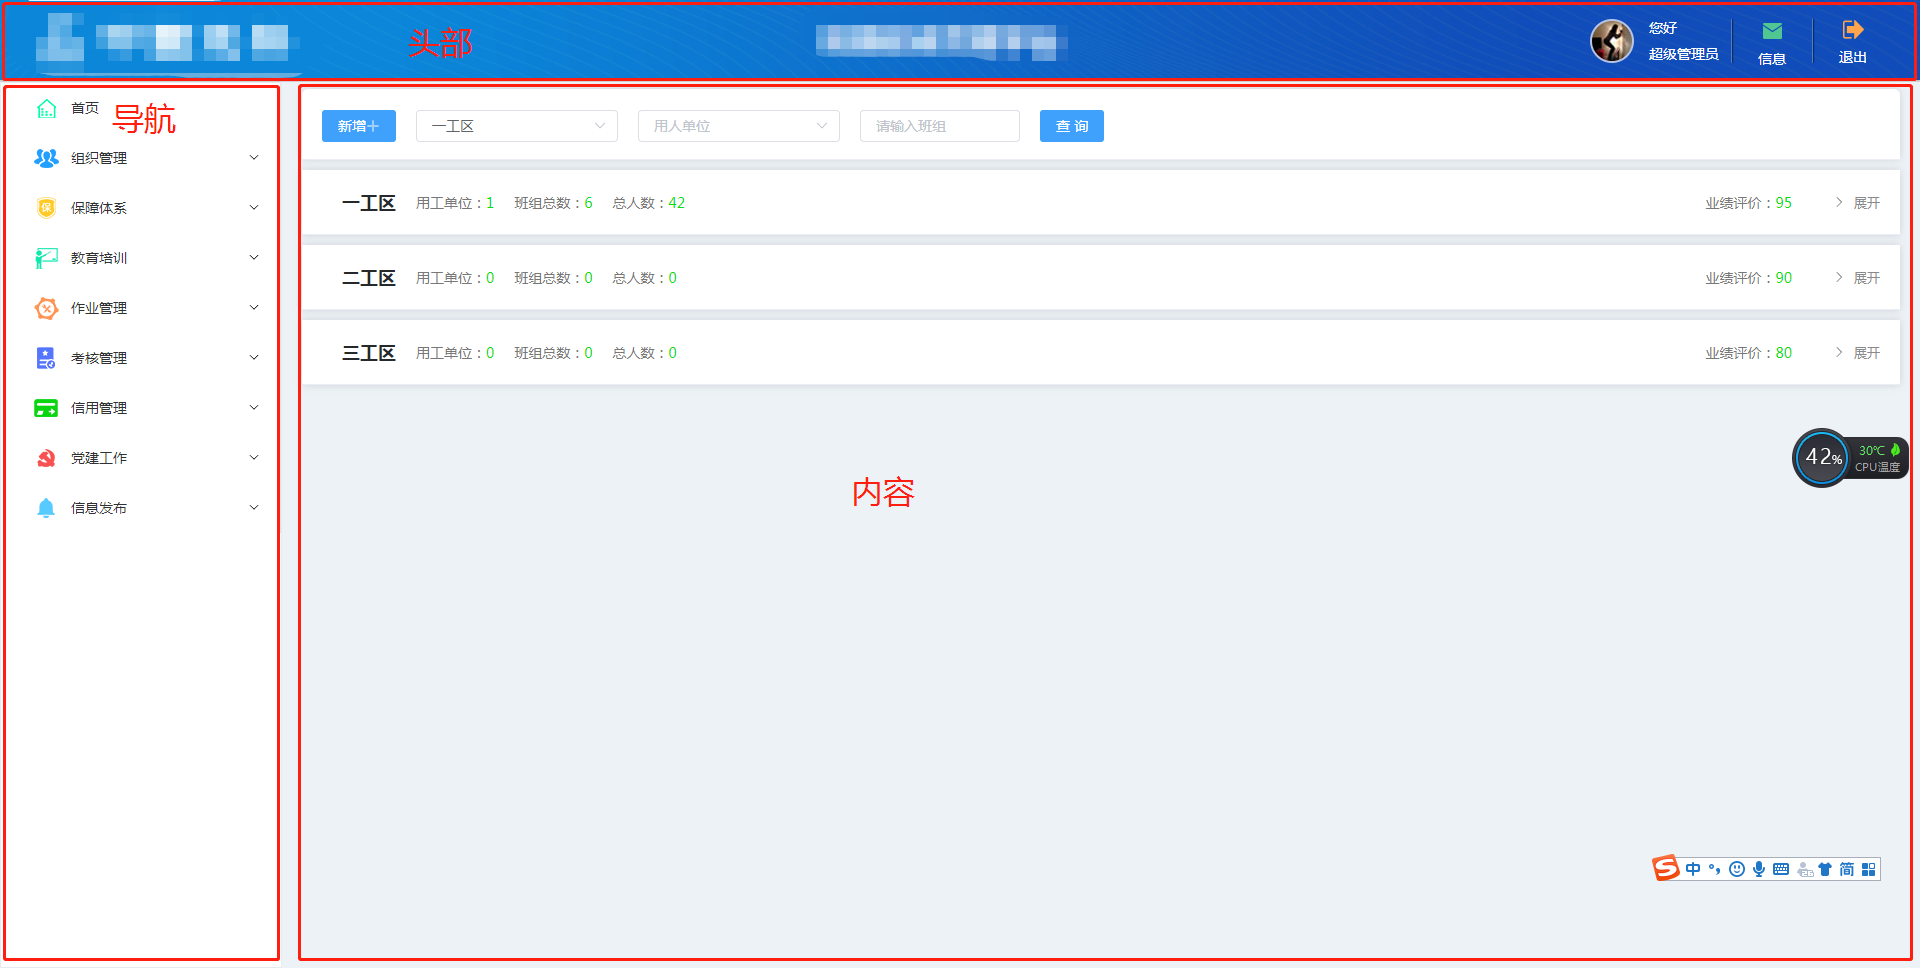 头部
您好
超级管理员
信息
退出
首页
导航
组织管理
保障体系
教育培训
作业管理
考核管理
信用管理
党建工作
信息发布
新增+
一工区
用人单位
请输入班组
查 询
一工区 用工单位：1 班组总数：6 总人数：42 业绩评价：95 展开
二工区 用工单位：0 班组总数：0 总人数：0 业绩评价：90 展开
三工区 用工单位：0 班组总数：0 总人数：0 业绩评价：80 展开
42%
30℃
CPU温度
内容
S 中 简